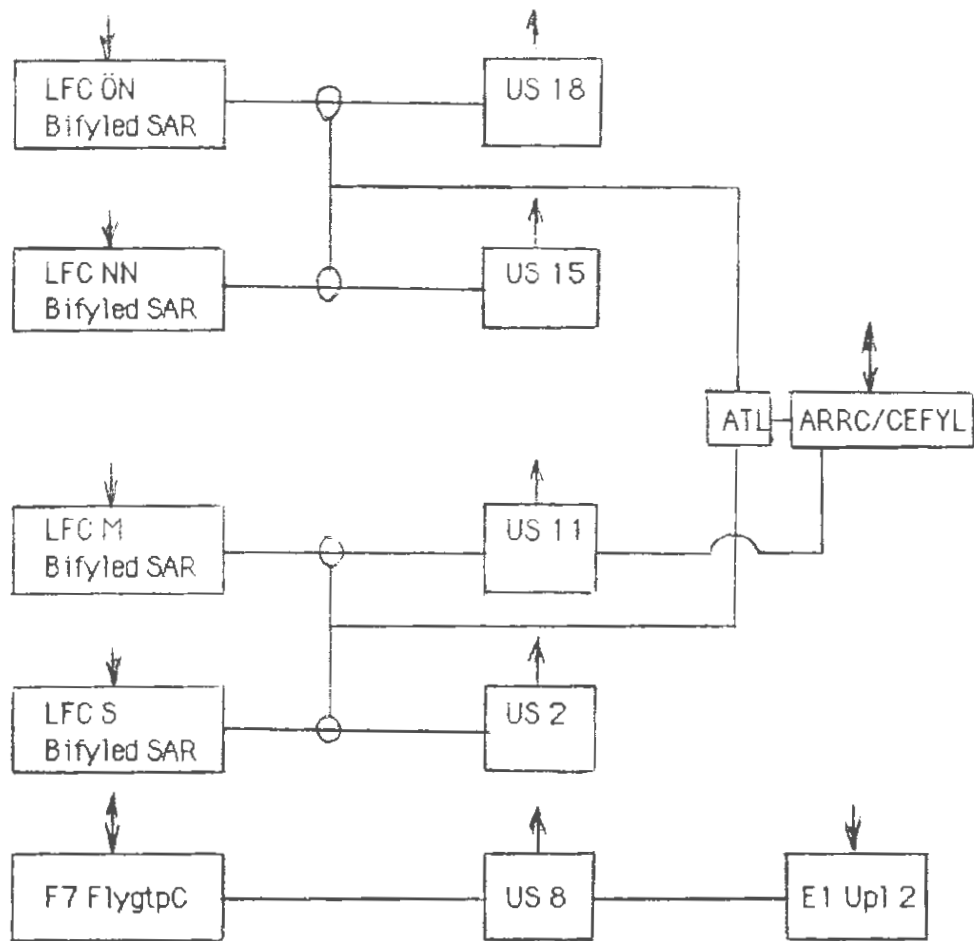 LFC ÖN
Bifyled SAR
US 18
LFC NN
Bifyled SAR
US 15
ATL
ARRC/CEFYL
LFC M
Bifyled SAR
US 11
LFC S
Bifyled SAR
US 2
F7 FlygtpC
US 8
E1 Upl 2